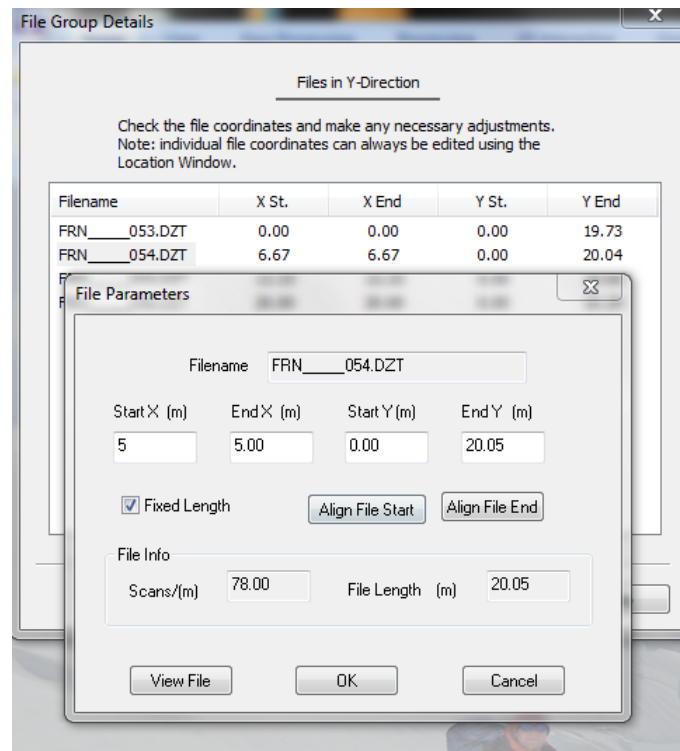 File Group Details
Files in Y-Direction
Check the file coordinates and make any necessary adjustments.
Note: individual file coordinates can always be edited using the
Location Window.
Filename X St. X End Y St. Y End
FRN_____053.DZT 0.00 0.00 0.00 19.73
FRN_____054.DZT 6.67 6.67 0.00 20.04
File Parameters
Filename FRN_____054.DZT
Start X (m) End X (m) Start Y (m) End Y (m)
5 5.00 0.00 20.05
Fixed Length Align File Start Align File End
File Info
Scans/(m) 78.00 File Length (m) 20.05
View File OK Cancel